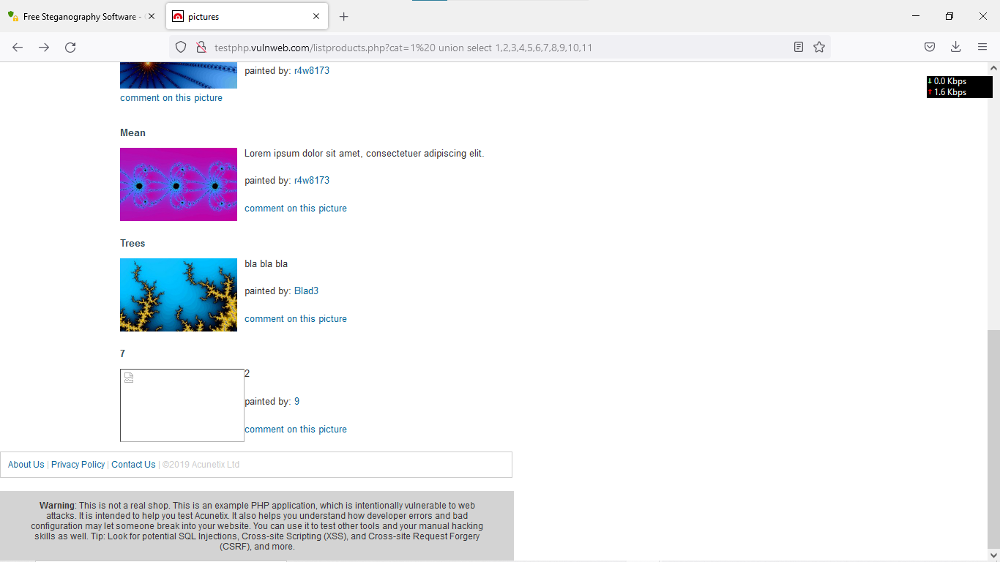 Free Steganography Software -
pictures
testphp.vulnweb.com/listproducts.php?cat=1%20 union select 1,2,3,4,5,6,7,8,9,10,11
0.0 Kbps
1.6 Kbps
painted by: r4w8173
comment on this picture
Mean
Lorem ipsum dolor sit amet, consectetuer adipiscing elit.
painted by: r4w8173
comment on this picture
Trees
bla bla bla
painted by: Blad3
comment on this picture
7
2
painted by: 9
comment on this picture
About Us | Privacy Policy | Contact Us | ©2019 Acunetix Ltd
Warning: This is not a real shop. This is an example PHP application, which is intentionally vulnerable to web
attacks. It is intended to help you test Acunetix. It also helps you understand how developer errors and bad
configuration may let someone break into your website. You can use it to test other tools and your manual hacking
skills as well. Tip: Look for potential SQL Injections, Cross-site Scripting (XSS), and Cross-site Request Forgery
(CSRF), and more.